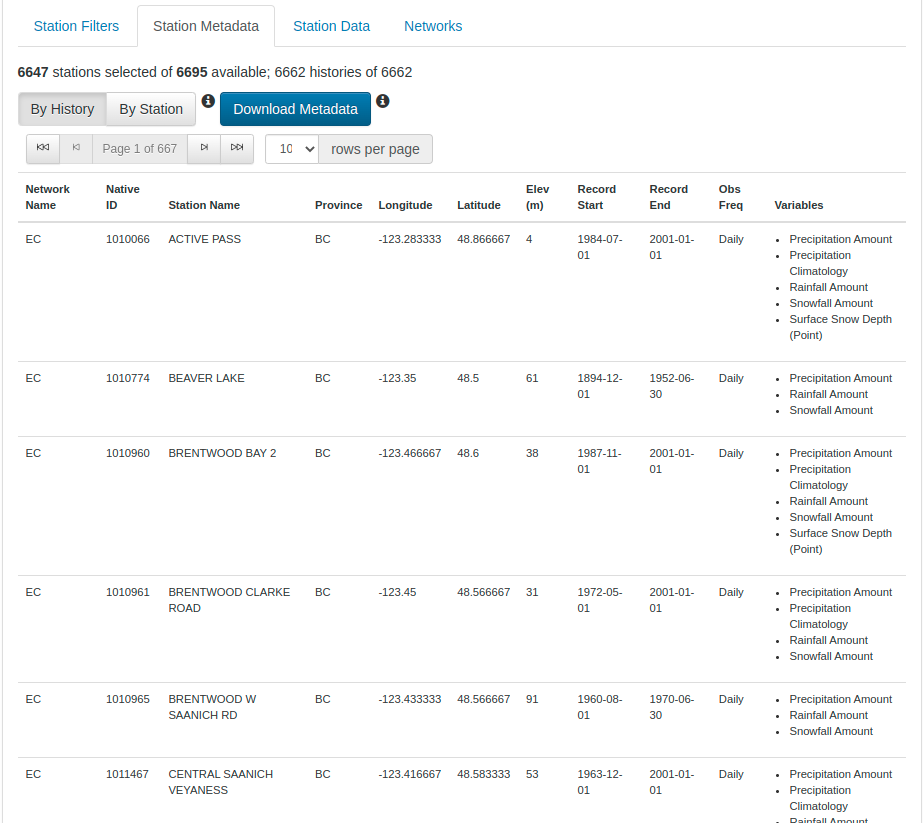 Station Filters Station Metadata Station Data Networks
6647 stations selected of 6695 available; 6662 histories of 6662
By History By Station Download Metadata
Page 1 of 667 10 rows per page
Network Name Native ID Station Name Province Longitude Latitude Elev (m) Record Start Record End Obs Freq Variables
EC 1010066 ACTIVE PASS BC -123.283333 48.866667 4 1984-07-01 2001-01-01 Daily
Precipitation Amount
Precipitation
Climatology
Rainfall Amount
Snowfall Amount
Surface Snow Depth
(Point)
EC 1010774 BEAVER LAKE BC -123.35 48.5 61 1894-12-01 1952-06-30 Daily
Precipitation Amount
Rainfall Amount
Snowfall Amount
EC 1010960 BRENTWOOD BAY 2 BC -123.466667 48.6 38 1987-11-01 2001-01-01 Daily
Precipitation Amount
Precipitation
Climatology
Rainfall Amount
Snowfall Amount
Surface Snow Depth
(Point)
EC 1010961 BRENTWOOD CLARKE ROAD BC -123.45 48.566667 31 1972-05-01 2001-01-01 Daily
Precipitation Amount
Precipitation
Climatology
Rainfall Amount
Snowfall Amount
EC 1010965 BRENTWOOD W SAANICH RD BC -123.433333 48.566667 91 1960-08-01 1970-06-30 Daily
Precipitation Amount
Rainfall Amount
Snowfall Amount
EC 1011467 CENTRAL SAANICH VEYANESS BC -123.416667 48.583333 53 1963-12-01 2001-01-01 Daily
Precipitation Amount
Precipitation
Climatology
Rainfall Amount